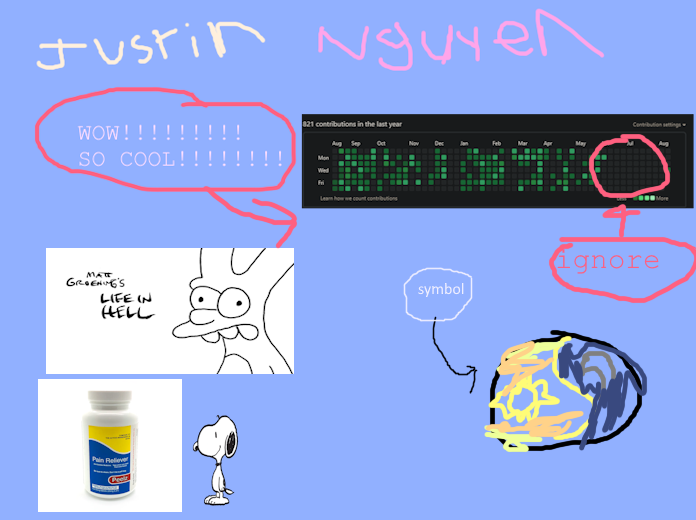 Justin Nguyen
WOW!!!!!!!!!
SO COOL!!!!!!!!
821 contributions in the last year
Contribution settings
Aug Sep Oct Nov Dec Jan Feb Mar Apr May Jul Aug
Mon
Wed
Fri
Learn how we count contributions
Less More
ignore
MATT
GROENING'S
LIFE IN
HELL
symbol
Pain Reliever